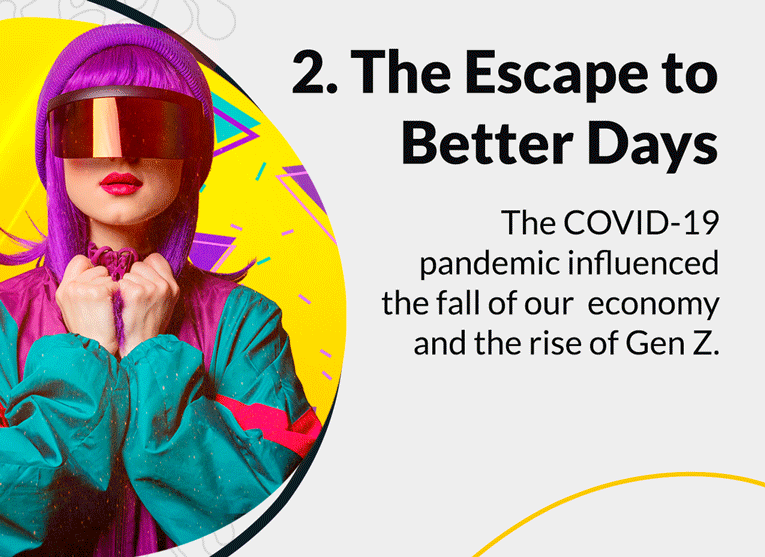 2. The Escape to
Better Days
The COVID-19
pandemic influenced
the fall of our  economy
and the rise of Gen Z.